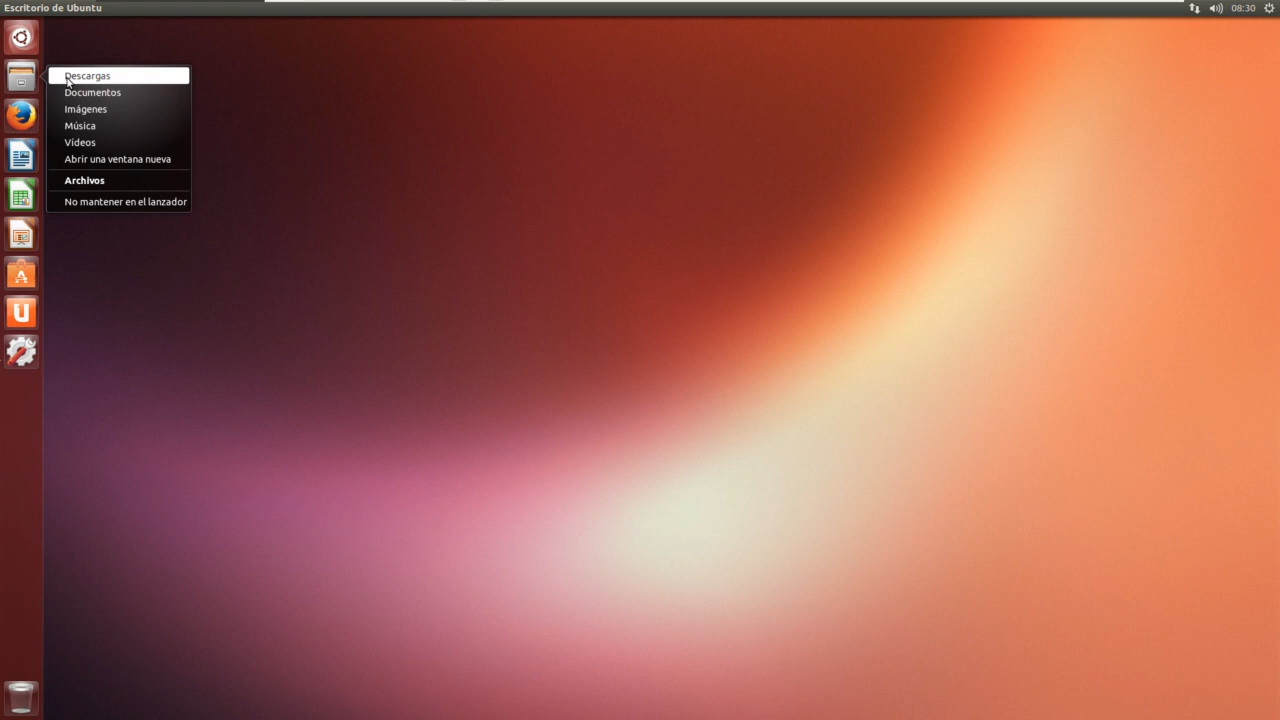 Escritorio de Ubuntu
08:30
Descargas
Documentos
Imágenes
Música
Vídeos
Abrir una ventana nueva
Archivos
No mantener en el lanzador